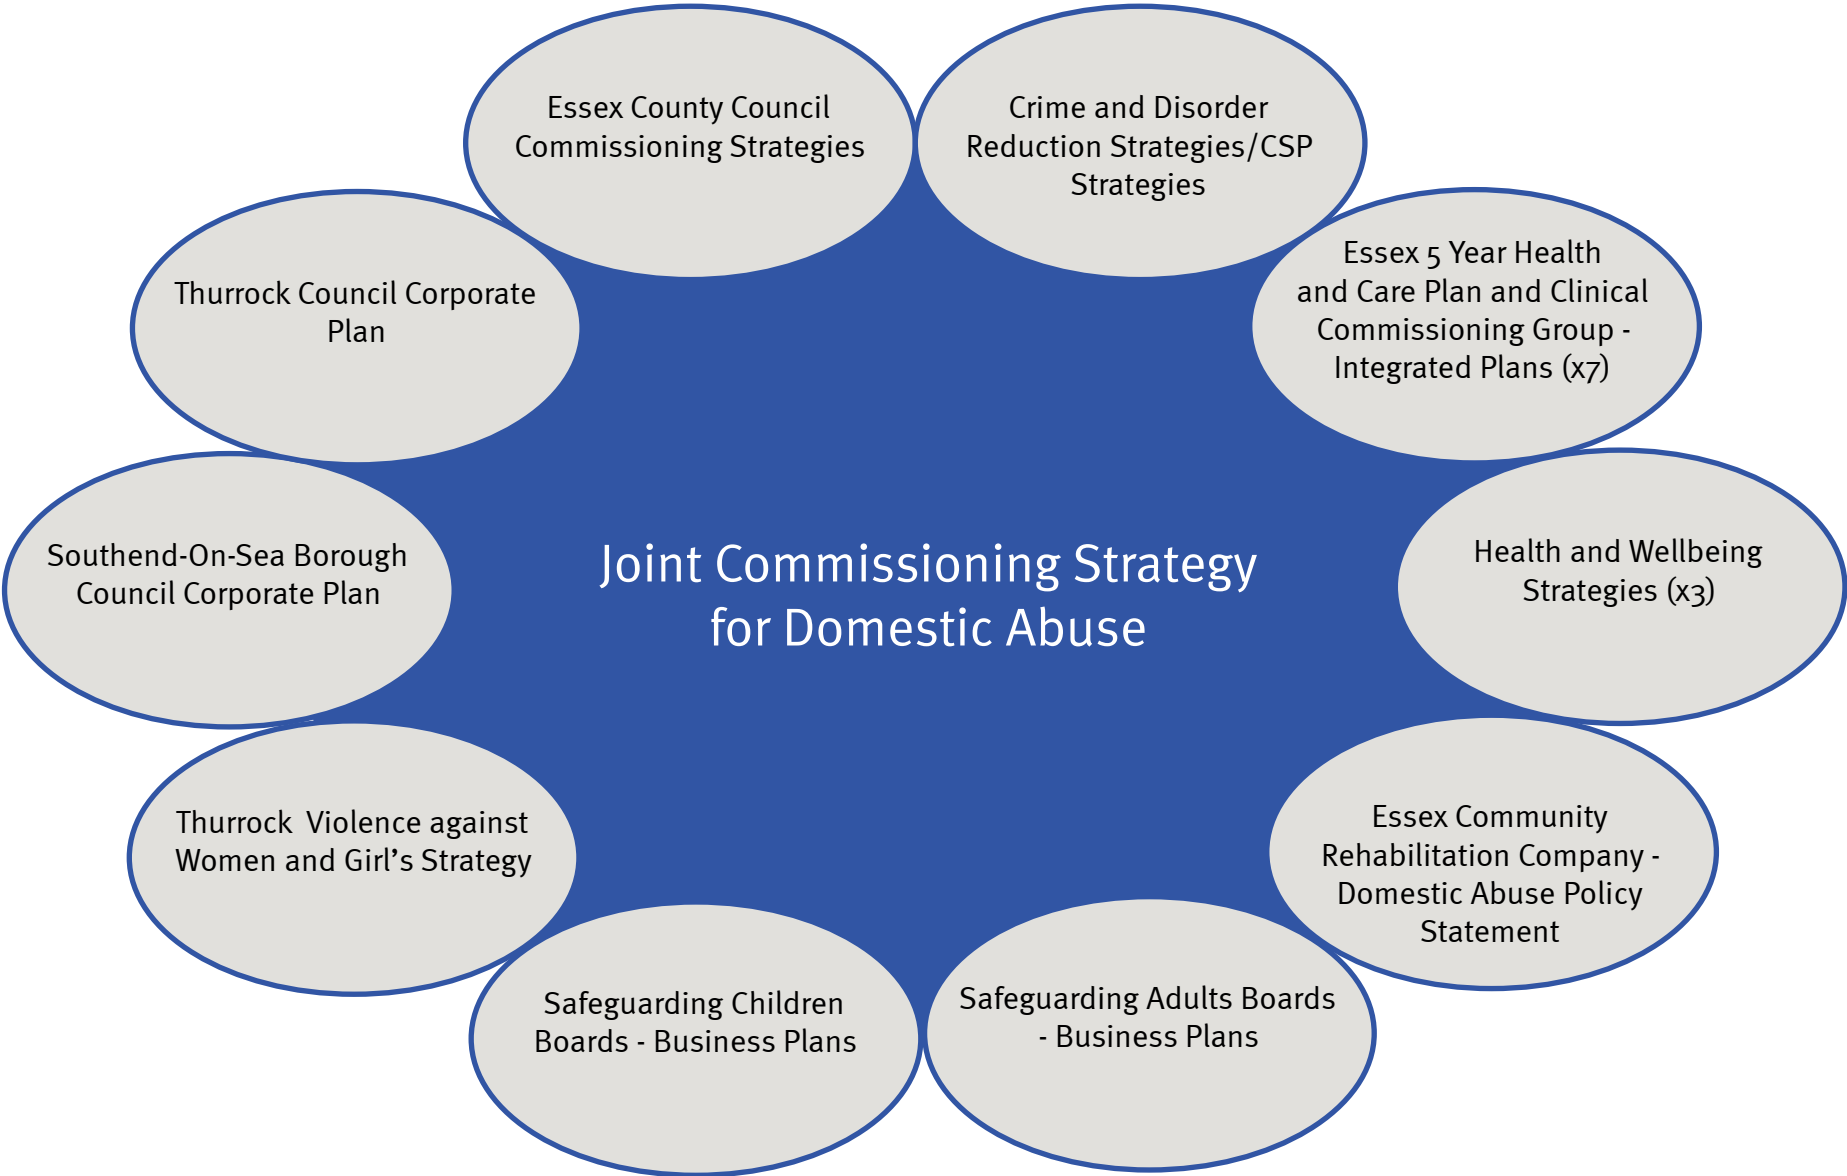 Essex County Council
Commissioning Strategies
Crime and Disorder
Reduction Strategies/CSP
Strategies
Thurrock Council Corporate
Plan
Essex 5 Year Health
and Care Plan and Clinical
Commissioning Group -
Integrated Plans (x7)
Southend-On-Sea Borough
Council Corporate Plan
Joint Commissioning Strategy
for Domestic Abuse
Health and Wellbeing
Strategies (x3)
Thurrock  Violence against
Women and Girl’s Strategy
Essex Community
Rehabilitation Company -
Domestic Abuse Policy
Statement
Safeguarding Children
Boards - Business Plans
Safeguarding Adults Boards
- Business Plans